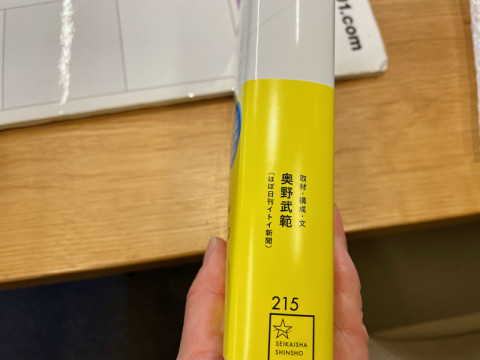 01.com
取材・構成・文
奥野武範
(ほぼ日刊イトイ新聞)
215
SEIKAISHA
SHINSHO